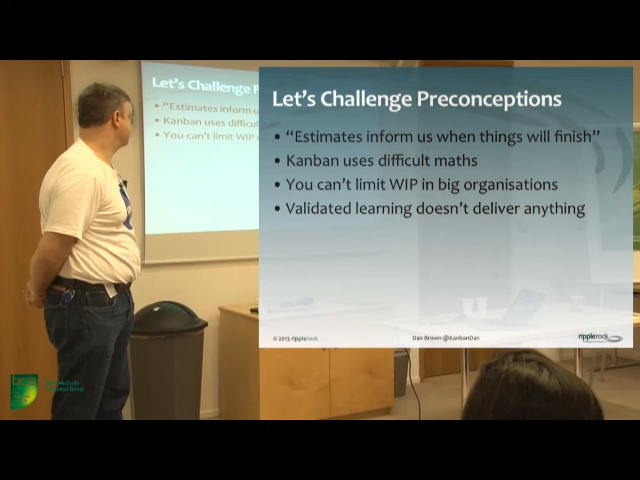 Let's Challenge P
• "Estimates inform us
• Kanban uses difficul
• You can't limit WIP
Let's Challenge Preconceptions
• "Estimates inform us when things will finish"
• Kanban uses difficult maths
• You can't limit WIP in big organisations
• Validated learning doesn't deliver anything
© 2013 ripplerock
Dan Brown @KanbanDan
ripplerock
bcs